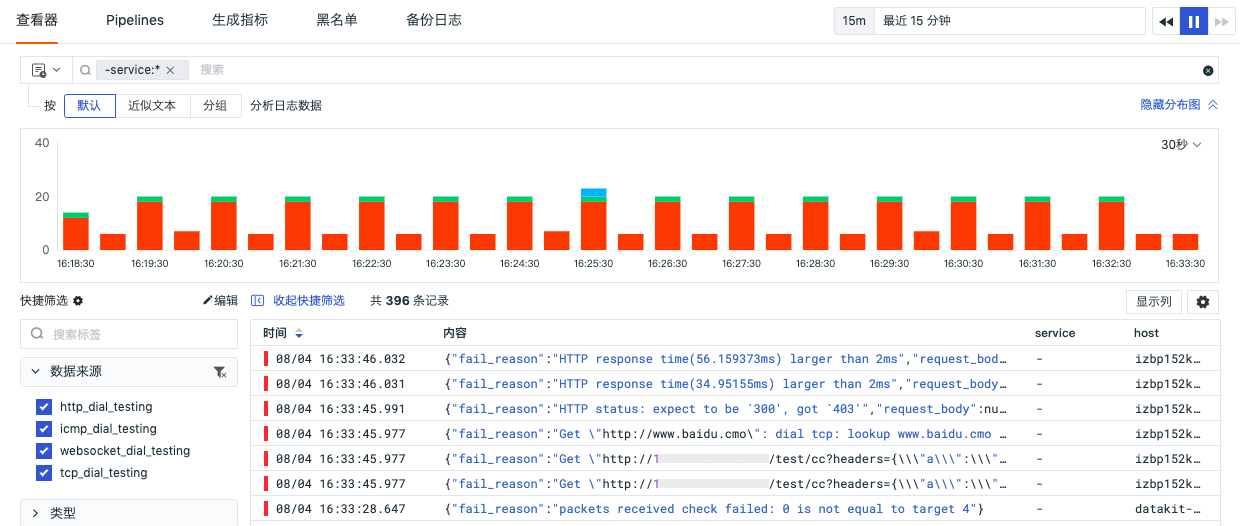 查看器 Pipelines 生成指标 黑名单 备份日志 15m 最近 15 分钟
-service:* 搜索
按 默认 近似文本 分组 分析日志数据 隐藏分布图
40 30秒
20
0
16:18:30 16:19:30 16:20:30 16:21:30 16:22:30 16:23:30 16:24:30 16:25:30 16:26:30 16:27:30 16:28:30 16:29:30 16:30:30 16:31:30 16:32:30 16:33:30
快捷筛选 编辑 收起快捷筛选 共 396 条记录 显示列
搜索标签 时间 内容 service host
08/04 16:33:46.032 {"fail_reason":"HTTP response time(56.159373ms) larger than 2ms","request_bod… - izbp152k…
数据来源 08/04 16:33:46.031 {"fail_reason":"HTTP response time(34.95155ms) larger than 2ms","request_body… - izbp152k…
http_dial_testing 08/04 16:33:45.991 {"fail_reason":"HTTP status: expect to be `300', got `403'","request_body":nu… - izbp152k…
icmp_dial_testing 08/04 16:33:45.977 {"fail_reason":"Get \"http://www.baidu.cmo\": dial tcp: lookup www.baidu.cmo … - izbp152k…
websocket_dial_testing 08/04 16:33:45.977 {"fail_reason":"Get \"http://1 /test/cc?headers={\\\"a\\\":\\\"… - izbp152k…
tcp_dial_testing 08/04 16:33:45.977 {"fail_reason":"Get \"http://1 /test/cc?headers={\\\"a\\\":\\\"… - izbp152k…
类型 08/04 16:33:28.647 {"fail_reason":"packets received check failed: 0 is not equal to target 4"} - datakit-…